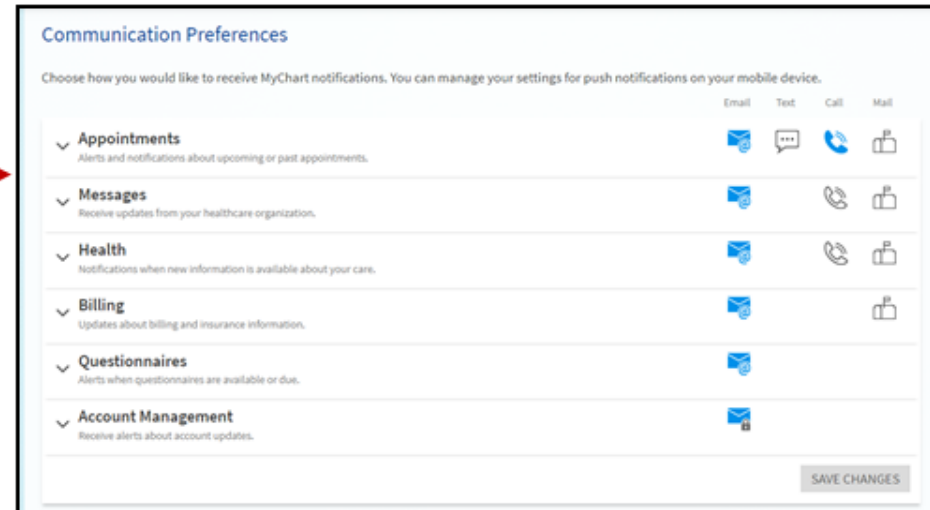 Communication Preferences
Choose how you would like to receive MyChart notifications. You can manage your settings for push notifications on your mobile device.
Email Text Call Mail
Appointments
Alerts and notifications about upcoming or past appointments.
Messages
Receive updates from your healthcare organization.
Health
Notifications when new information is available about your care.
Billing
Updates about billing and insurance information.
Questionnaires
Alerts when questionnaires are available or due.
Account Management
Receive alerts about account updates.
SAVE CHANGES